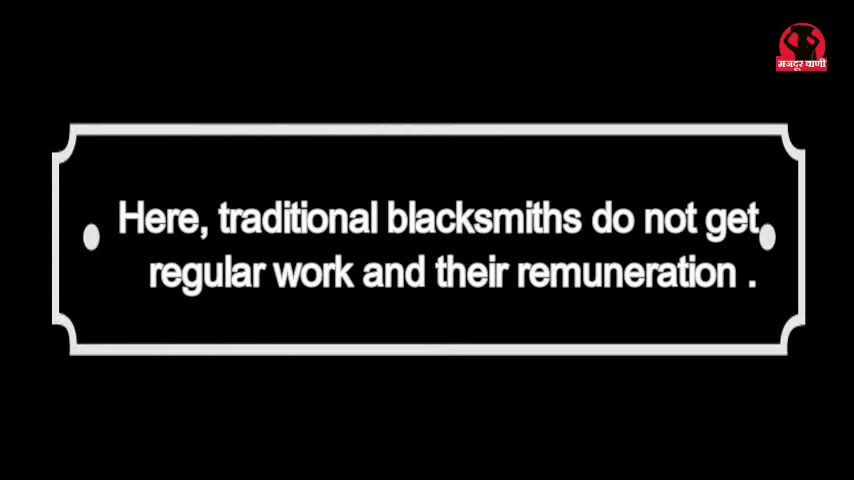 मजदूर वाणी
Here, traditional blacksmiths do not get
regular work and their remuneration .